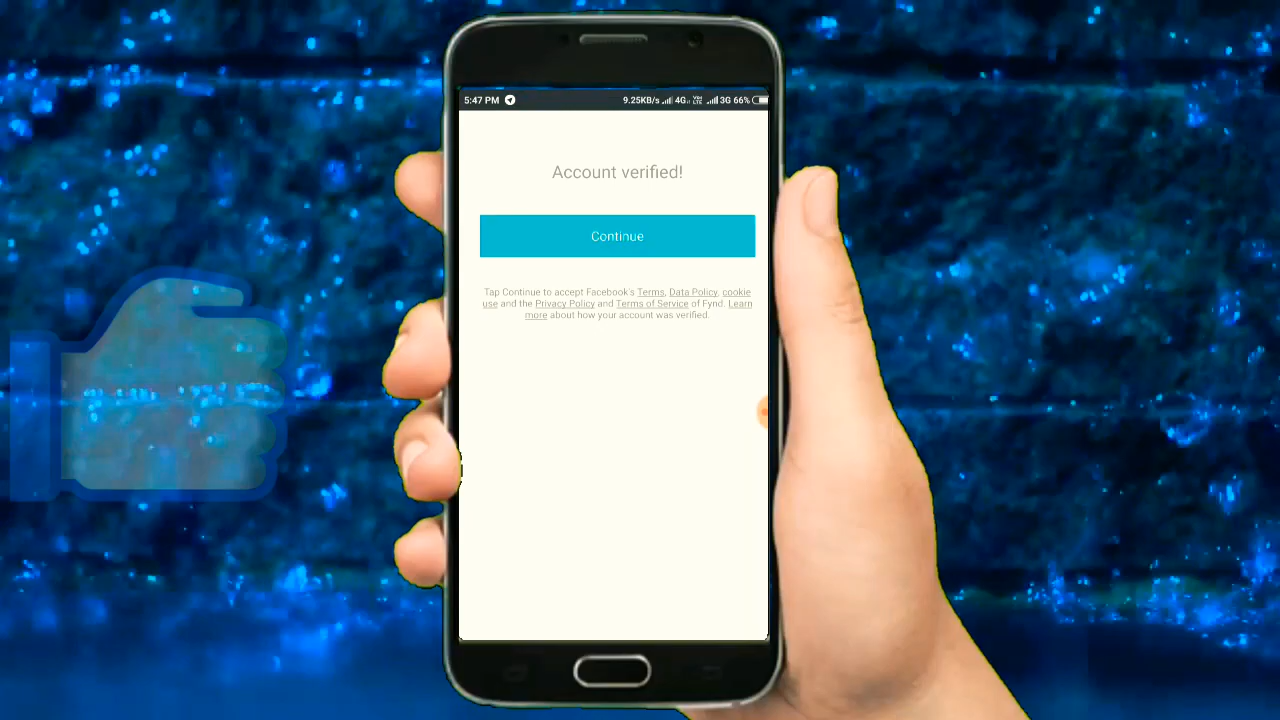 5:47 PM 9.25KB/s 4G VoLTE 3G 66%
Account verified!
Continue
Tap Continue to accept Facebook's Terms, Data Policy, cookie
use and the Privacy Policy and Terms of Service of Fynd. Learn
more about how your account was verified.